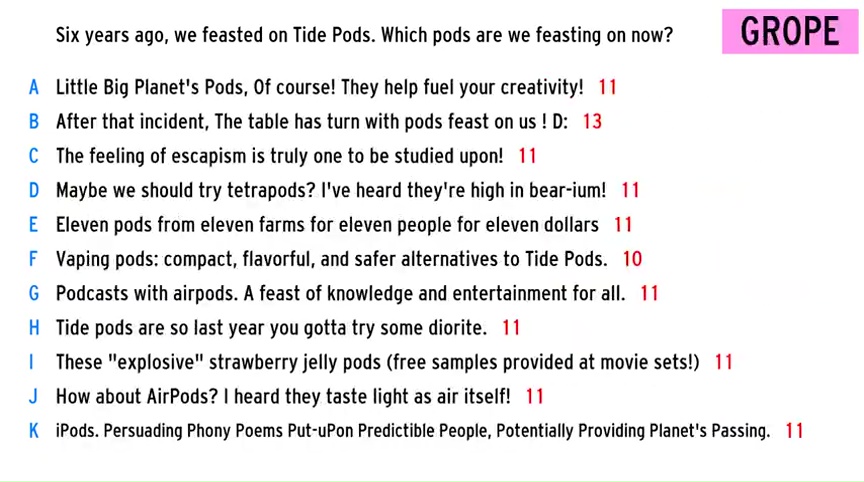 Six years ago, we feasted on Tide Pods. Which pods are we feasting on now?
GROPE
A Little Big Planet's Pods, Of course! They help fuel your creativity! 11
B After that incident, The table has turn with pods feast on us ! D: 13
C The feeling of escapism is truly one to be studied upon! 11
D Maybe we should try tetrapods? I've heard they're high in bear-ium! 11
E Eleven pods from eleven farms for eleven people for eleven dollars 11
F Vaping pods: compact, flavorful, and safer alternatives to Tide Pods. 10
G Podcasts with airpods. A feast of knowledge and entertainment for all. 11
H Tide pods are so last year you gotta try some diorite. 11
I These "explosive" strawberry jelly pods (free samples provided at movie sets!) 11
J How about AirPods? I heard they taste light as air itself! 11
K iPods. Persuading Phony Poems Put-uPon Predictible People, Potentially Providing Planet's Passing. 11